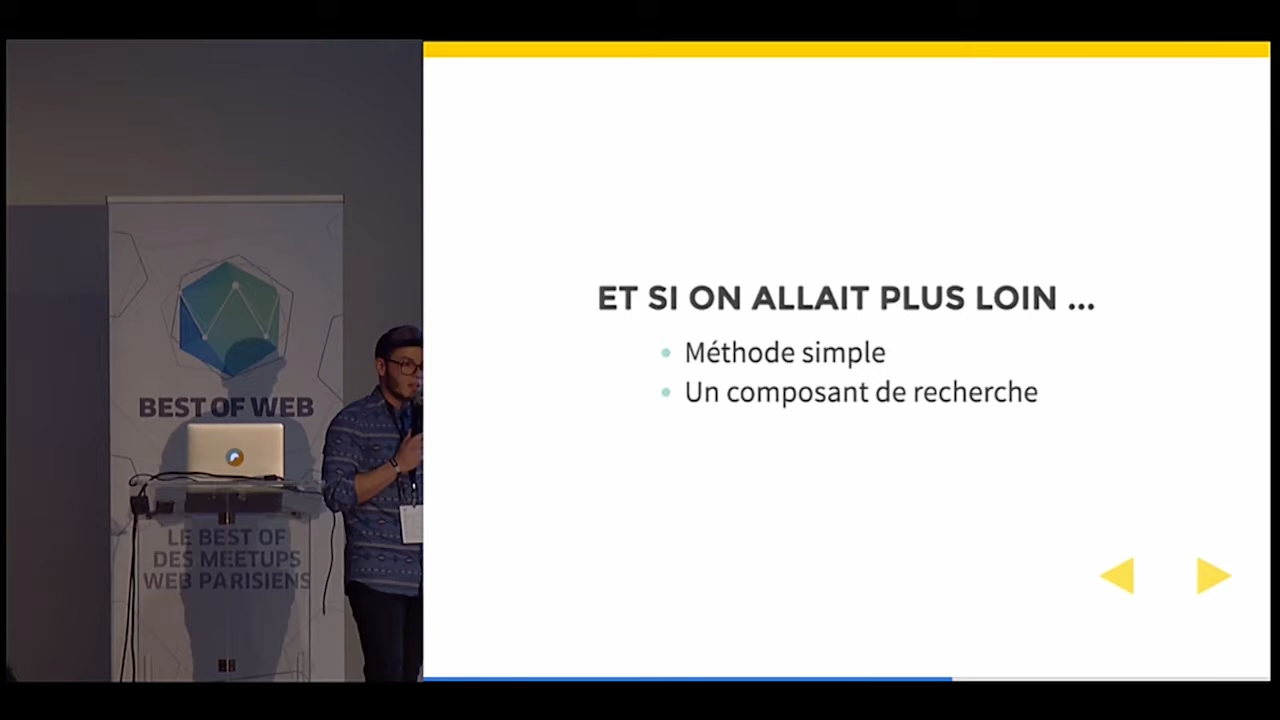 BEST OF WEB
LE BEST OF
DES MEETUPS
WEB PARISIENS
ET SI ON ALLAIT PLUS LOIN ...
Méthode simple
Un composant de recherche